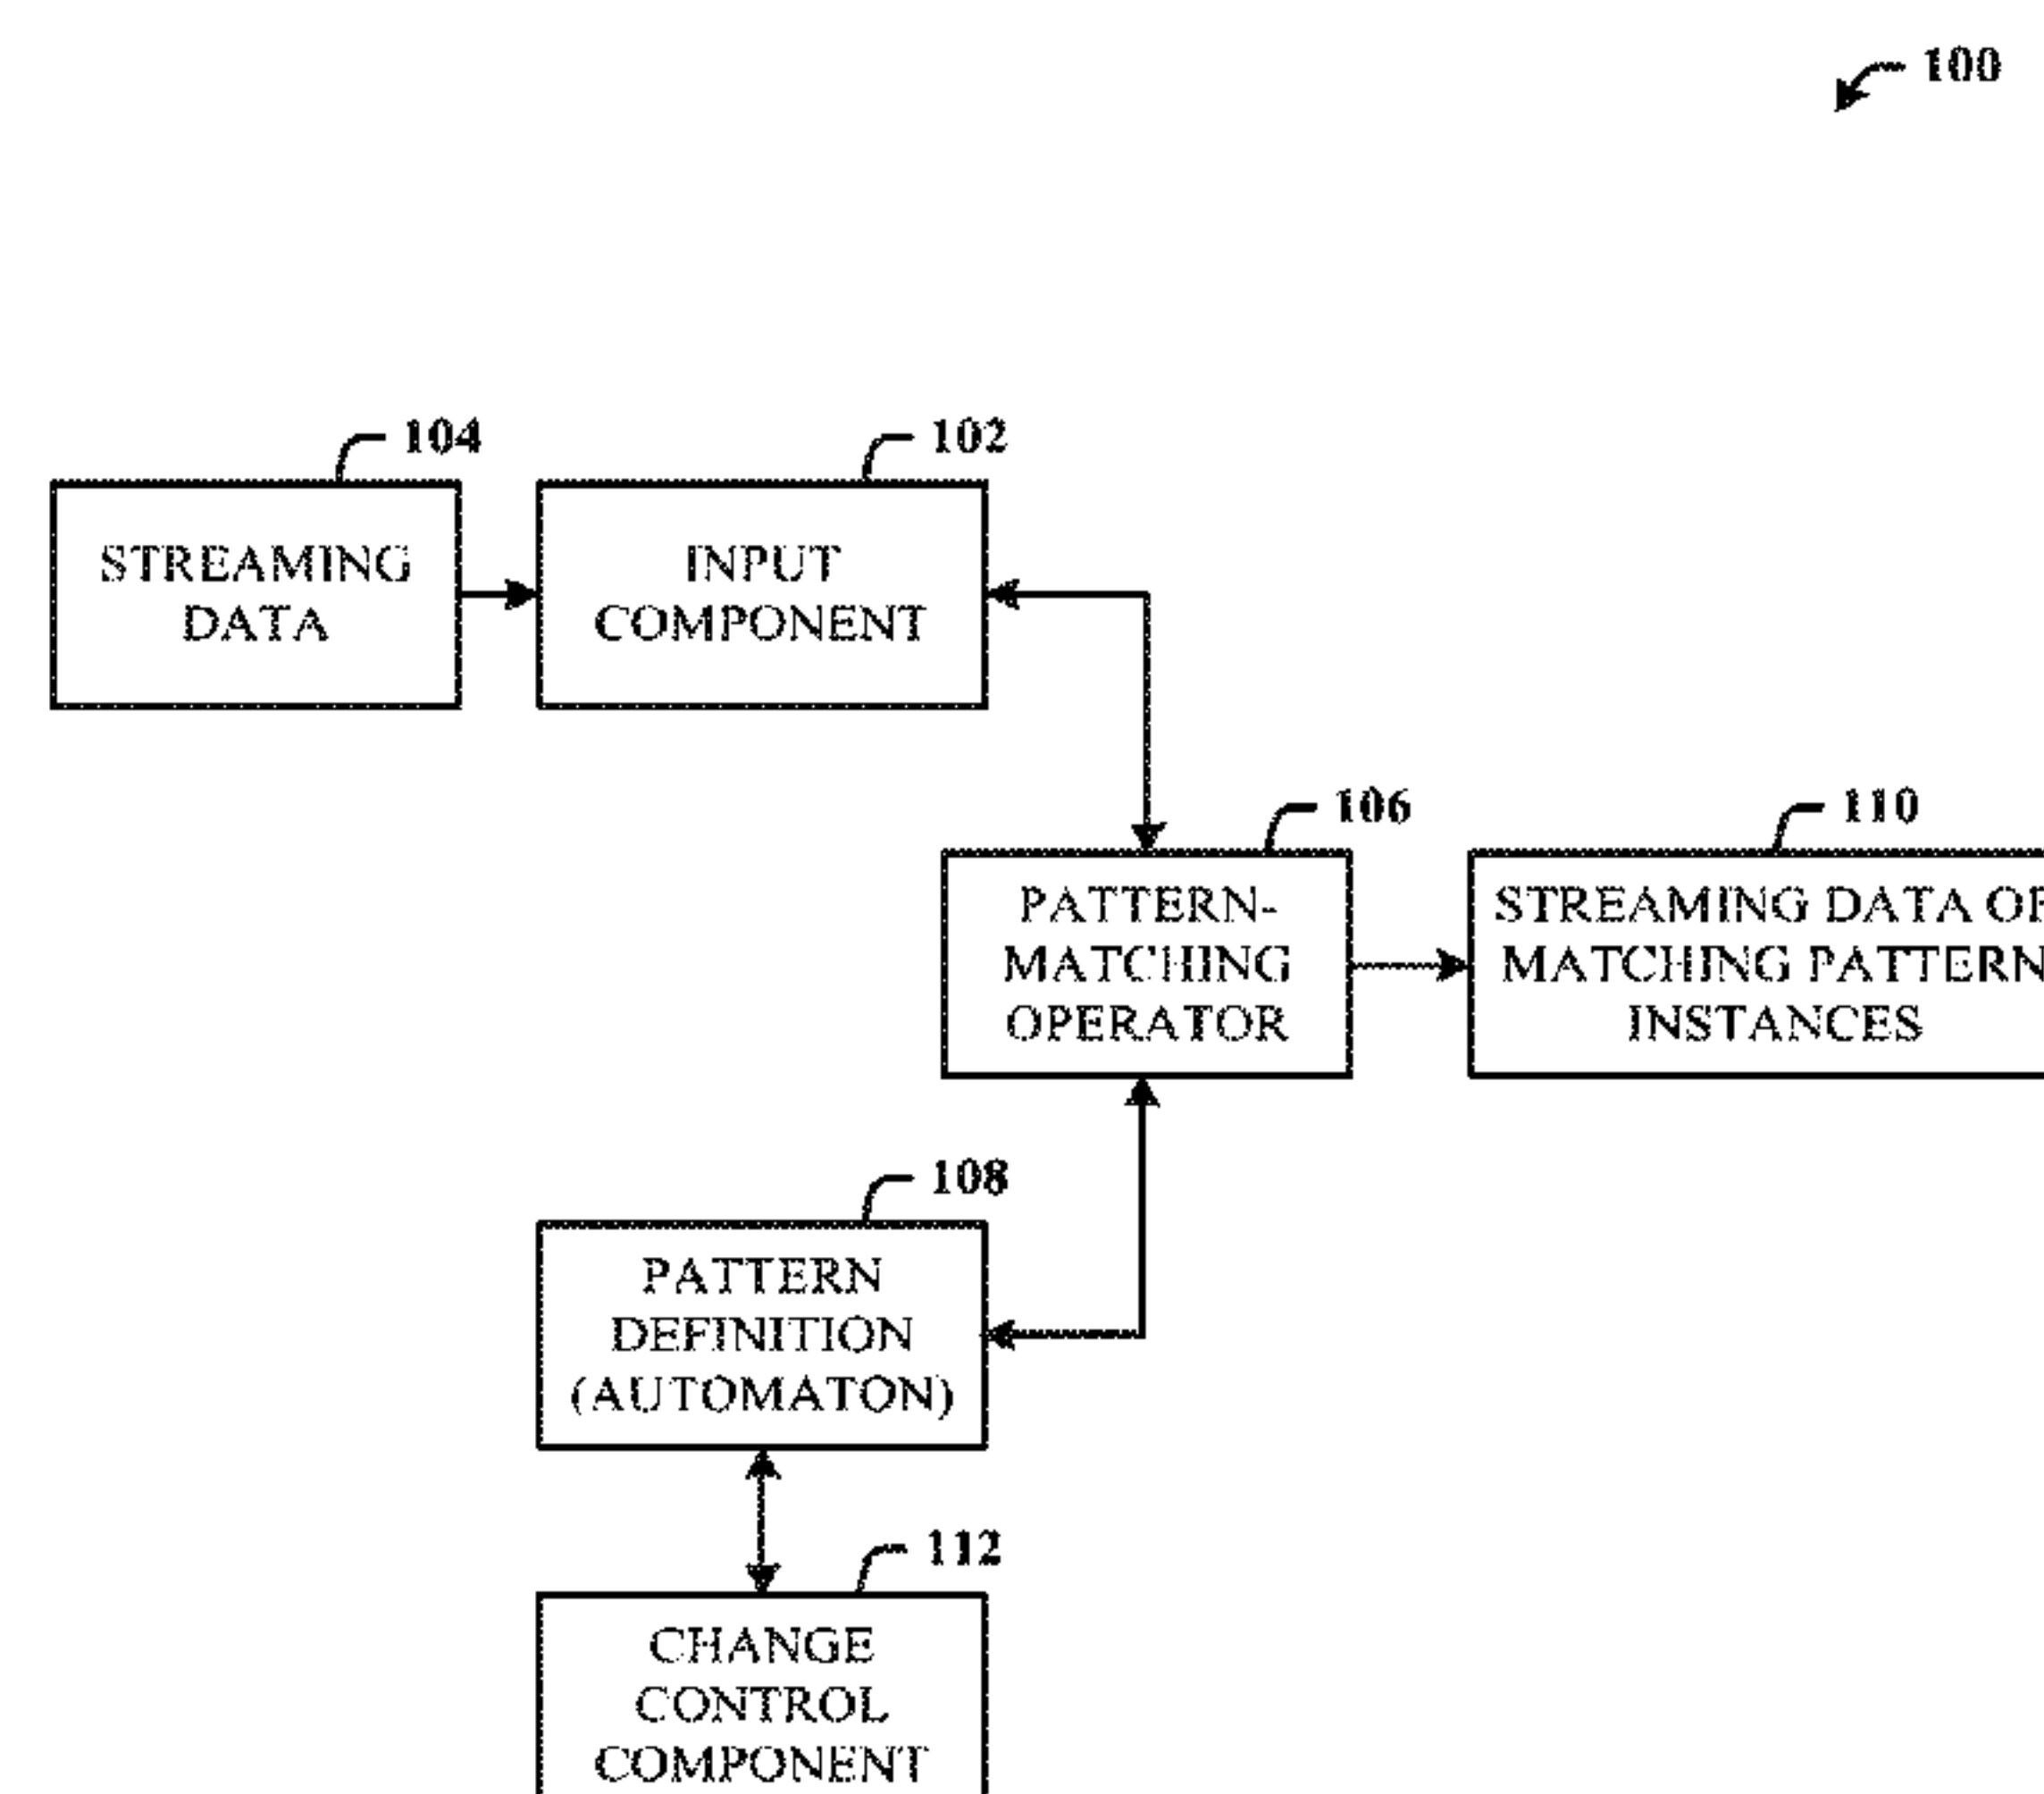 100
104
102
STREAMING
DATA
INPUT
COMPONENT
106
110
PATTERN-
MATCHING
OPERATOR
STREAMING DATA OF
MATCHING PATTERN
INSTANCES
108
PATTERN
DEFINITION
(AUTOMATON)
112
CHANGE
CONTROL
COMPONENT